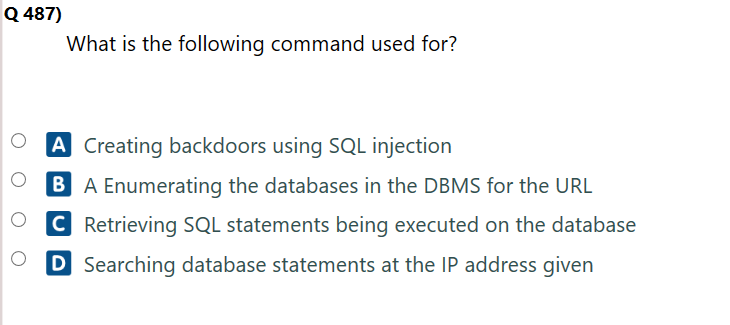 Q 487)
What is the following command used for?
A Creating backdoors using SQL injection
B A Enumerating the databases in the DBMS for the URL
C Retrieving SQL statements being executed on the database
D Searching database statements at the IP address given